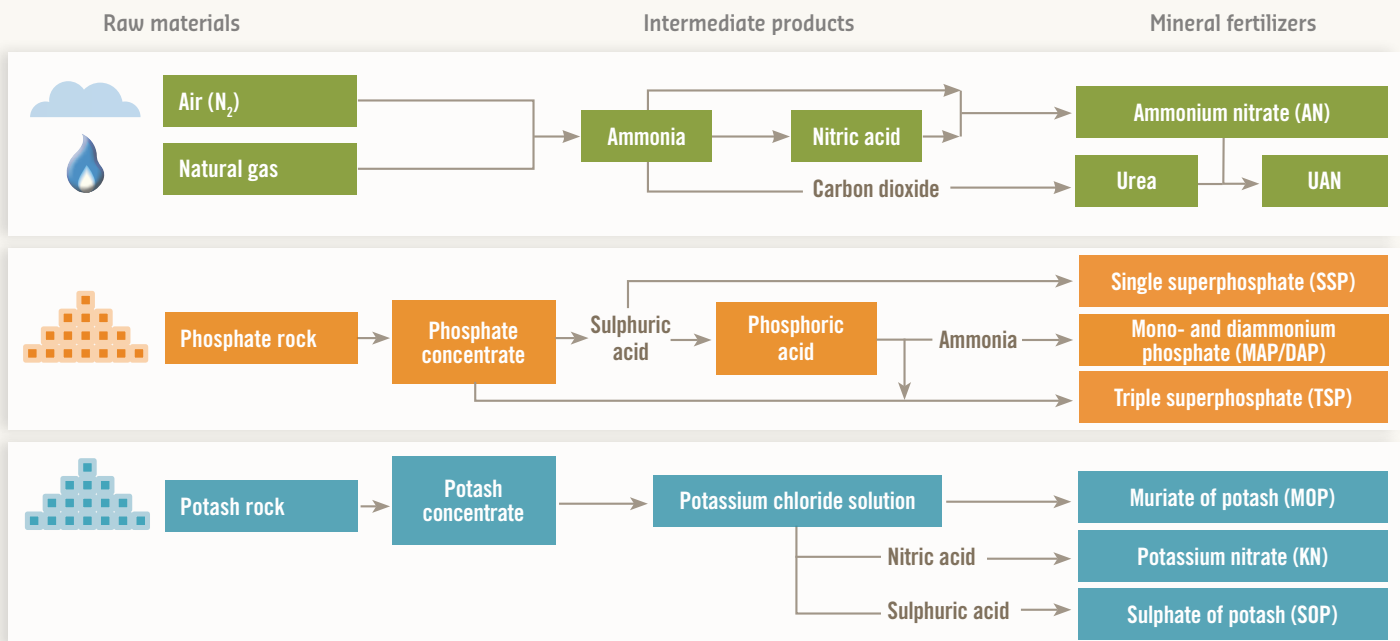 Raw materials
Intermediate products
Mineral fertilizers
Air (N₂)
Natural gas
Ammonia
Nitric acid
Carbon dioxide
Ammonium nitrate (AN)
Urea
UAN
Phosphate rock
Phosphate
concentrate
Sulphuric
acid
Phosphoric
acid
Ammonia
Single superphosphate (SSP)
Mono- and diammonium
phosphate (MAP/DAP)
Triple superphosphate (TSP)
Potash rock
Potash
concentrate
Potassium chloride solution
Nitric acid
Sulphuric acid
Muriate of potash (MOP)
Potassium nitrate (KN)
Sulphate of potash (SOP)